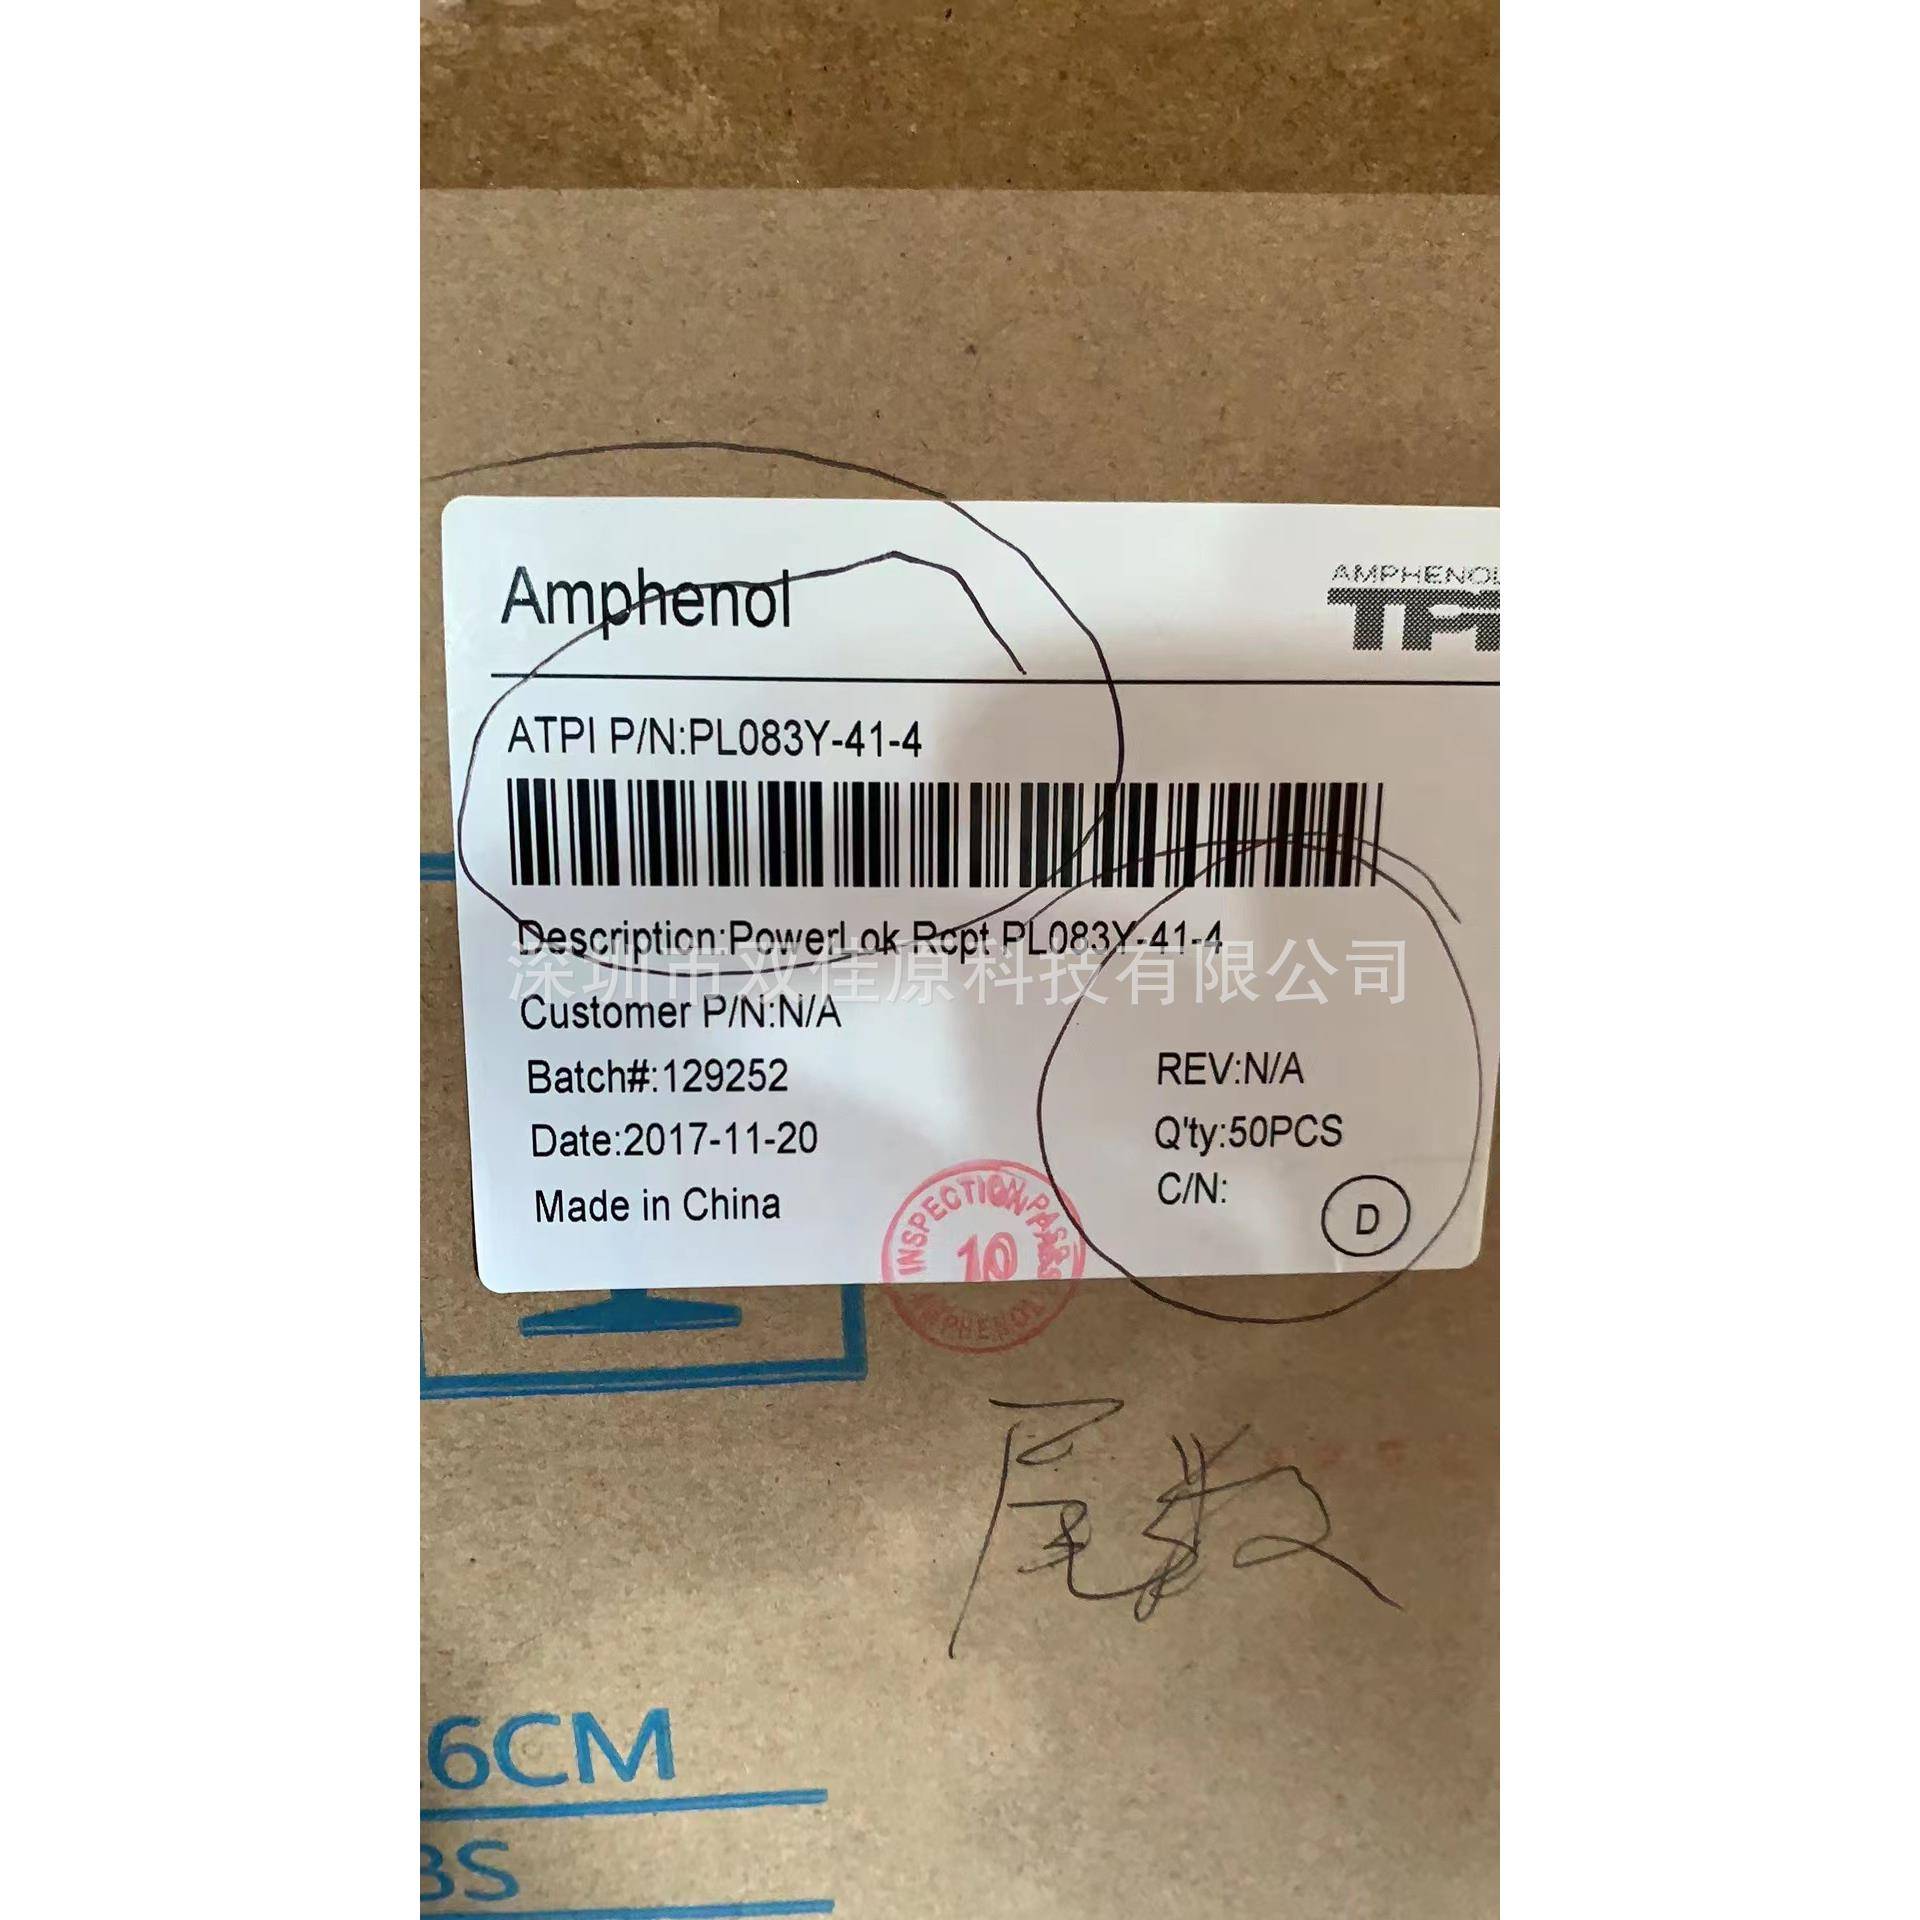 Amphenol
AMPHENOL
TPI
ATPI P/N:PL083Y-41-4
Description:PowerLok Rcpt PL083Y-41-4
深圳市双佳原科技有限公司
Customer P/N:N/A
Batch#:129252
REV:N/A
Date:2017-11-20
Q'ty:50PCS
Made in China
C/N:
D
INSPECTION PASS
10
AMPHENOL
尾数
.6CM
BS